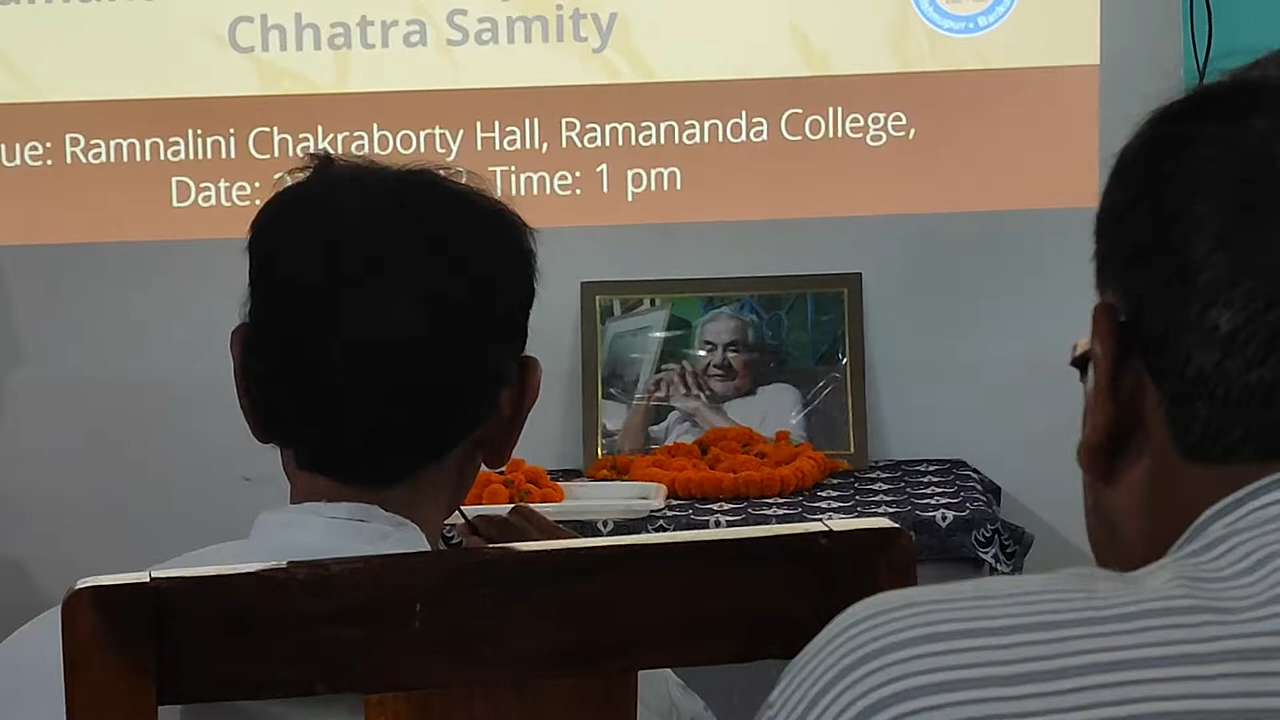 Chhatra Samity
ue: Ramnalini Chakraborty Hall, Ramananda College,
Date: Time: 1 pm